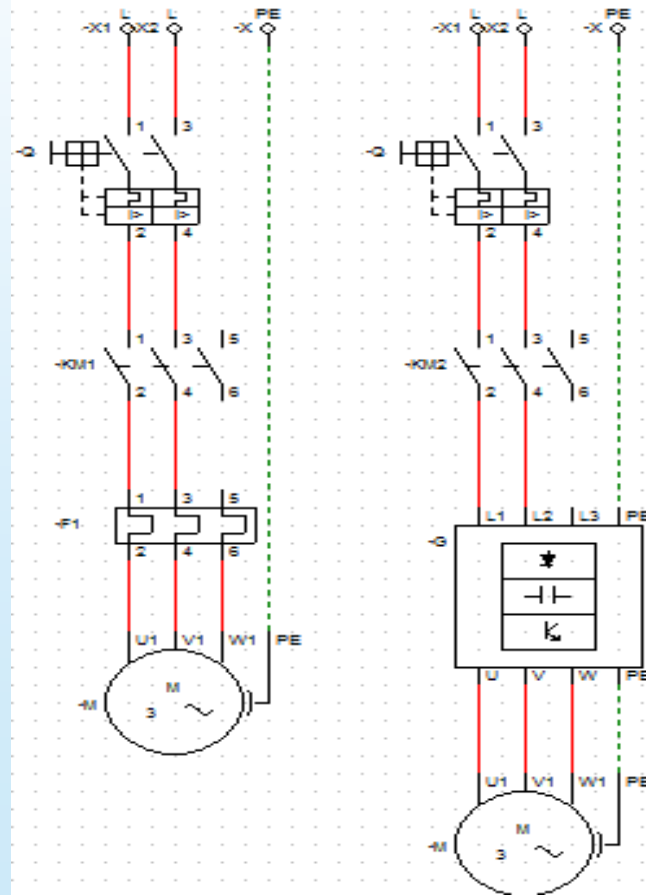 L L PE L L PE
-X1 X2 -X -X1 X2 -X
1 3 1 3
-Q -Q
I> I> I> I>
2 4 2 4
1 3 5 1 3 5
-KM1 -KM2
2 4 6 2 4 6
1 3 5 L1 L2 L3 PE
-F1 -G
2 4 6
U1 V1 W1 PE U V W PE
M
-M 3
U1 V1 W1 PE
M
-M 3